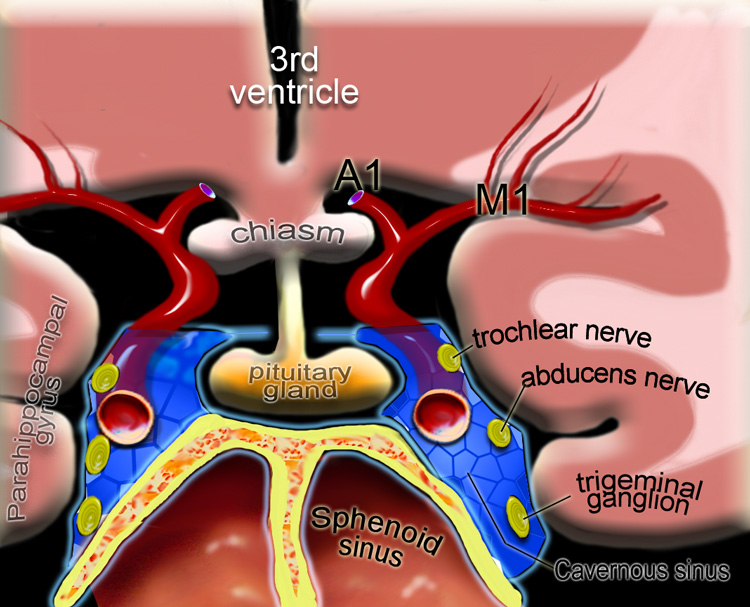 3rd
ventricle
A1
M1
chiasm
trochlear nerve
pituitary
gland
abducens nerve
Parahippocampal
gyrus
trigeminal
ganglion
Sphenoid
sinus
Cavernous sinus